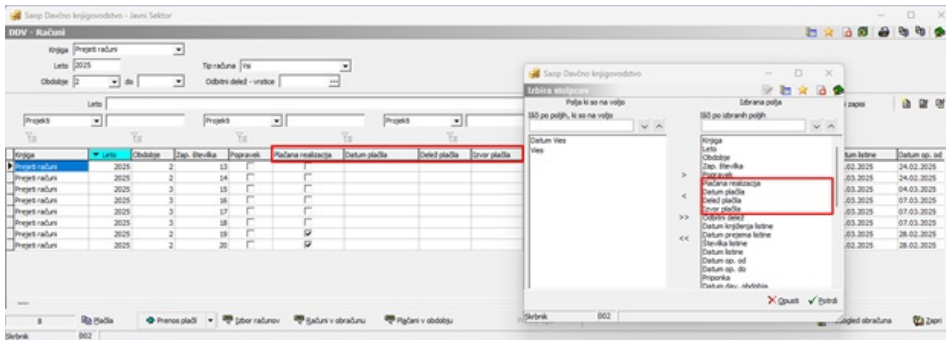 Saop Davčno knjigovodstvo - Javni Sektor
DDV - Računi
Knjiga Prejeti računi
Leto 2025 Tip računa Vsi
Obdobje 2 do Odbitni delež - vrstice
Leto
Projekti Projekti Projekti
Knjiga Leto Obdobje Zap. številka Popravek Plačana realizacija Datum plačila Delež plačila Izvor plačila
Prejeti računi 2025 2 13
Prejeti računi 2025 2 14
Prejeti računi 2025 3 15
Prejeti računi 2025 3 16
Prejeti računi 2025 3 17
Prejeti računi 2025 3 18
Prejeti računi 2025 2 19
Prejeti računi 2025 2 20
8 Plačila Prenos plačil Izbor računov Računi v obračunu Plačani v obdobju
Skrbnik 002
Saop Davčno knjigovodstvo
Izbira stolpcev
Polja ki so na voljo
Išči po poljih, ki so na voljo
Datum Vies
Vies
Izbrana polja
Išči po izbranih poljih
Knjiga
Leto
Obdobje
Zap. številka
Popravek
Plačana realizacija
Datum plačila
Delež plačila
Izvor plačila
Odbitni delež
Datum knjiženja listine
Datum prejema listine
Številka listine
Datum listine
Datum op. od
Datum op. do
Priponka
Datum dav. obdobja
> < >> <<
Opusti Potrdi
Skrbnik 002
zapisi
tum listine Datum op. od
.02.2025 24.02.2025
.02.2025 24.02.2025
.03.2025 04.03.2025
.03.2025 07.03.2025
.03.2025 07.03.2025
.03.2025 07.03.2025
.02.2025 28.02.2025
.02.2025 28.02.2025
obračuna Zapri